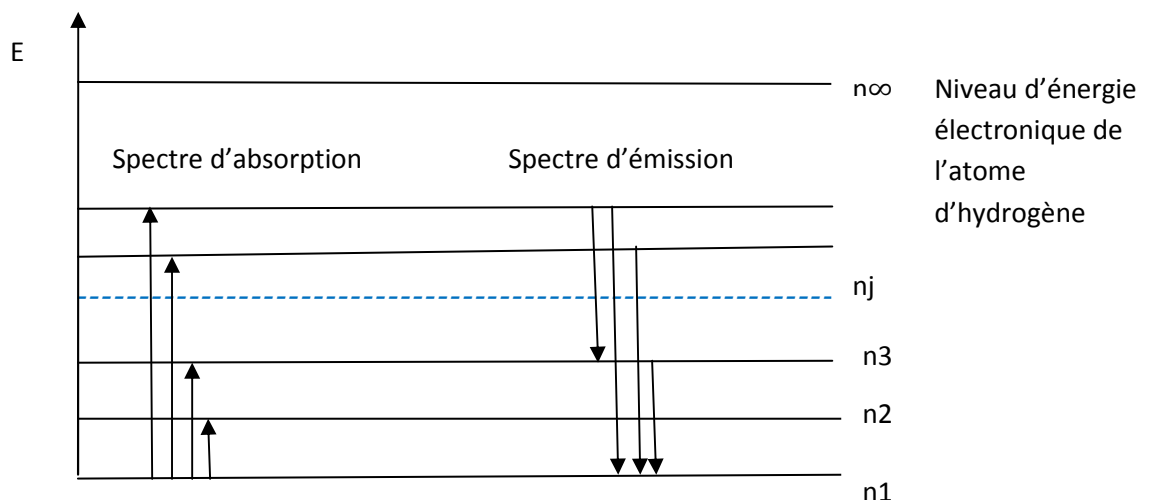 E
n∞
Niveau d’énergie
électronique de
l’atome
d’hydrogène
Spectre d’absorption
Spectre d’émission
nj
n3
n2
n1